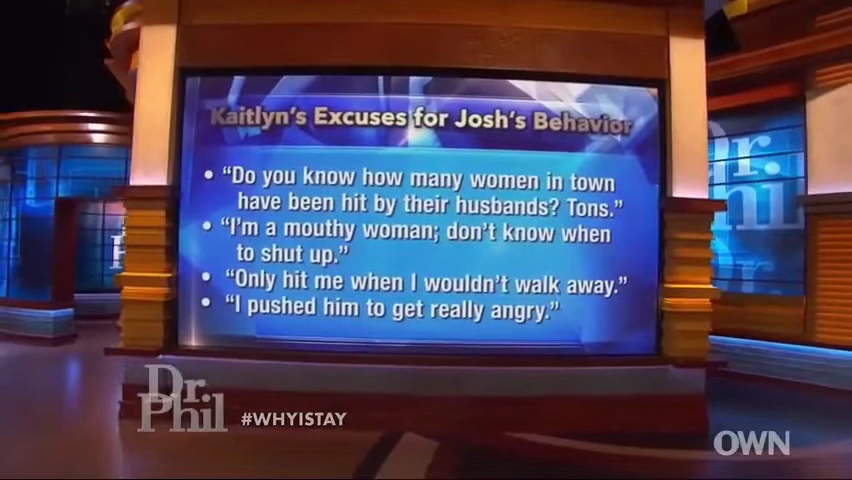 Kaitlyn's Excuses for Josh's Behavior
• "Do you know how many women in town
have been hit by their husbands? Tons."
• "I'm a mouthy woman; don't know when
to shut up."
• "Only hit me when I wouldn't walk away."
• "I pushed him to get really angry."
Dr.
Phil
Dr.
Phil
#WHYISTAY
OWN